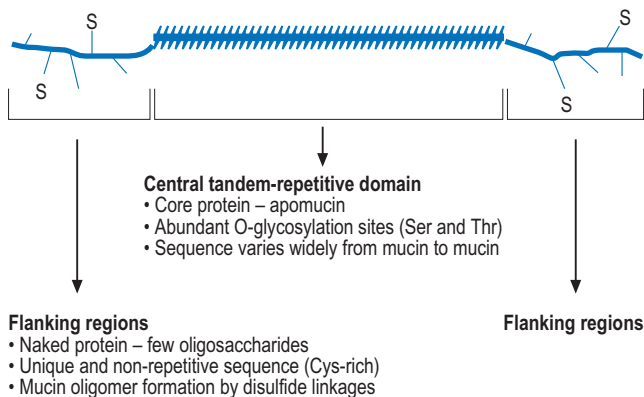 S
S
S
S
Central tandem-repetitive domain
• Core protein – apomucin
• Abundant O-glycosylation sites (Ser and Thr)
• Sequence varies widely from mucin to mucin
Flanking regions
• Naked protein – few oligosaccharides
• Unique and non-repetitive sequence (Cys-rich)
• Mucin oligomer formation by disulfide linkages
Flanking regions